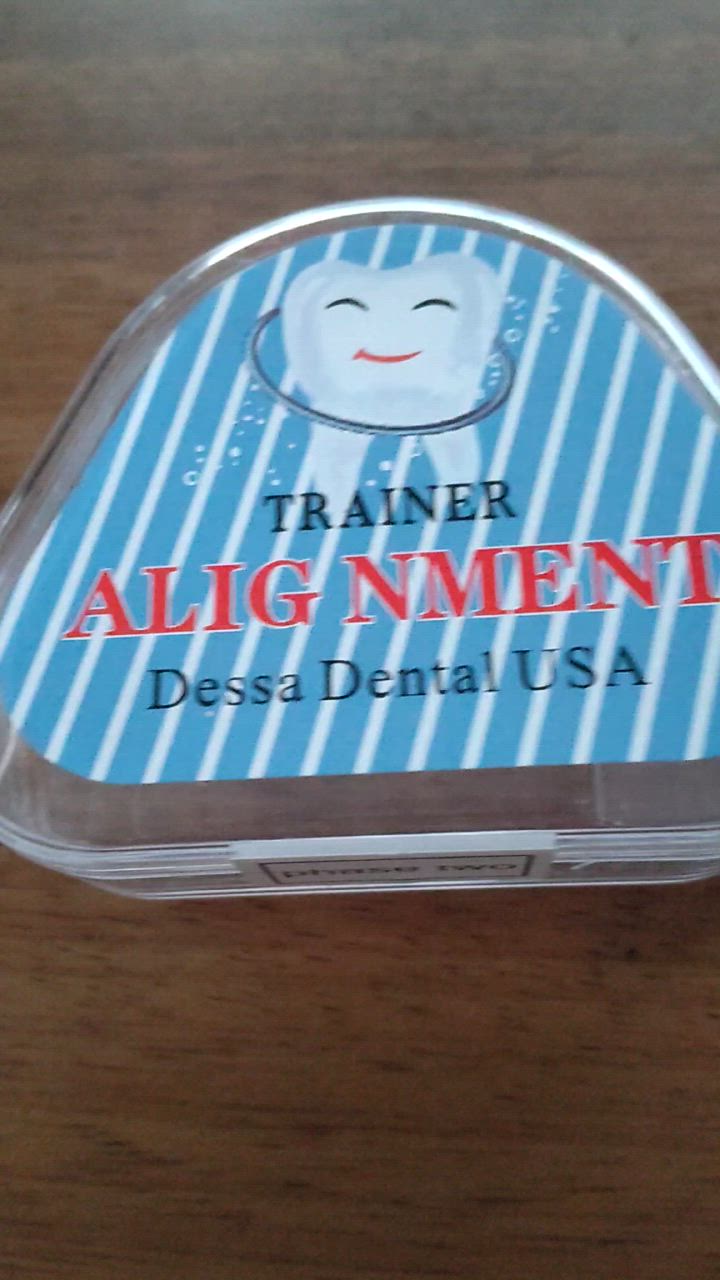 TRAINER
ALIG NMENT
Dessa Dental USA
phase two